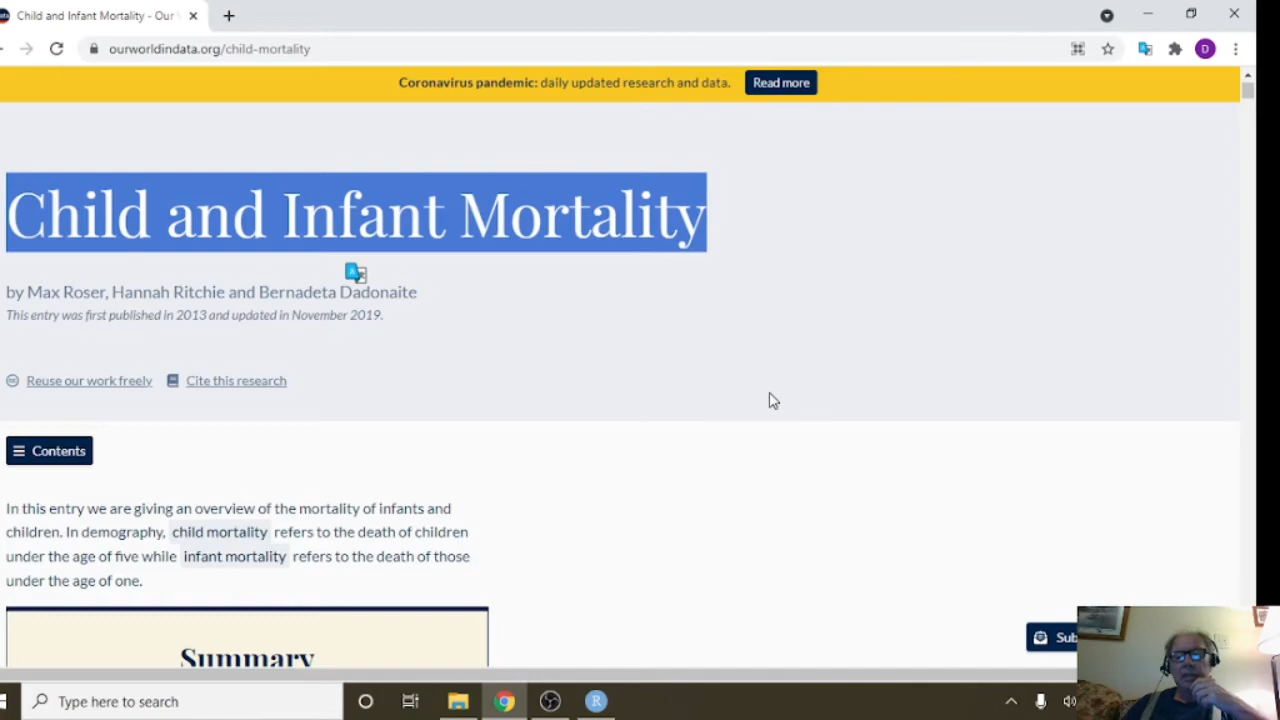 Child and Infant Mortality - Our
ourworldindata.org/child-mortality
D
Coronavirus pandemic: daily updated research and data. Read more
Child and Infant Mortality
by Max Roser, Hannah Ritchie and Bernadeta Dadonaite
This entry was first published in 2013 and updated in November 2019.
Reuse our work freely Cite this research
Contents
In this entry we are giving an overview of the mortality of infants and
children. In demography, child mortality refers to the death of children
under the age of five while infant mortality refers to the death of those
under the age of one.
Summary
Sub
Type here to search
R